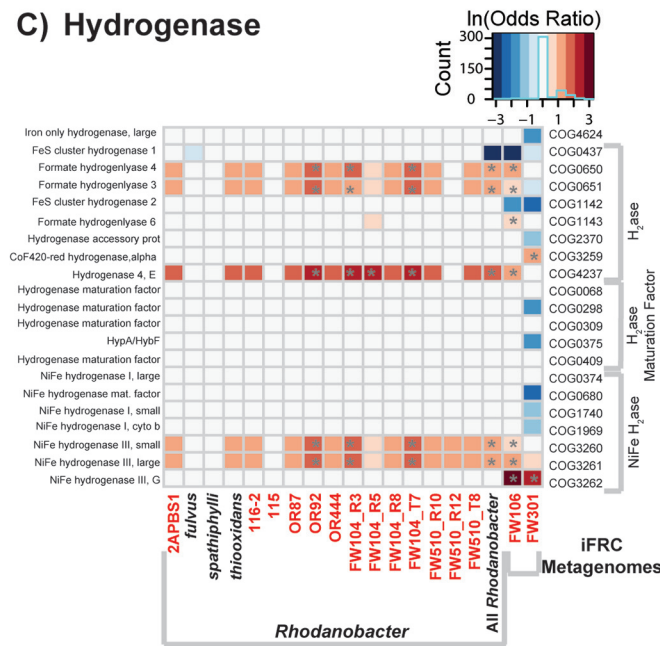 C) Hydrogenase
ln(Odds Ratio)
Count
300
150
0
−3 −1 1 3
Iron only hydrogenase, large COG4624
FeS cluster hydrogenase 1 COG0437
Formate hydrogenlyase 4 COG0650
Formate hydrogenlyase 3 COG0651
FeS cluster hydrogenase 2 COG1142
Formate hydrogenlyase 6 COG1143
Hydrogenase accessory prot COG2370
CoF420-red hydrogenase,alpha COG3259
Hydrogenase 4, E COG4237
Hydrogenase maturation factor COG0068
Hydrogenase maturation factor COG0298
Hydrogenase maturation factor COG0309
HypA/HybF COG0375
Hydrogenase maturation factor COG0409
NiFe hydrogenase I, large COG0374
NiFe hydrogenase mat. factor COG0680
NiFe hydrogenase I, small COG1740
NiFe hydrogenase I, cyto b COG1969
NiFe hydrogenase III, small COG3260
NiFe hydrogenase III, large COG3261
NiFe hydrogenase III, G COG3262
H2ase
H2ase
Maturation Factor
NiFe H2ase
2APBS1
fulvus
spathiphylli
thiooxidans
116-2
115
OR87
OR92
OR444
FW104_R3
FW104_R5
FW104_R8
FW104_T7
FW510_R10
FW510_R12
FW510_T8
All Rhodanobacter
FW106
FW301
iFRC
Metagenomes
Rhodanobacter